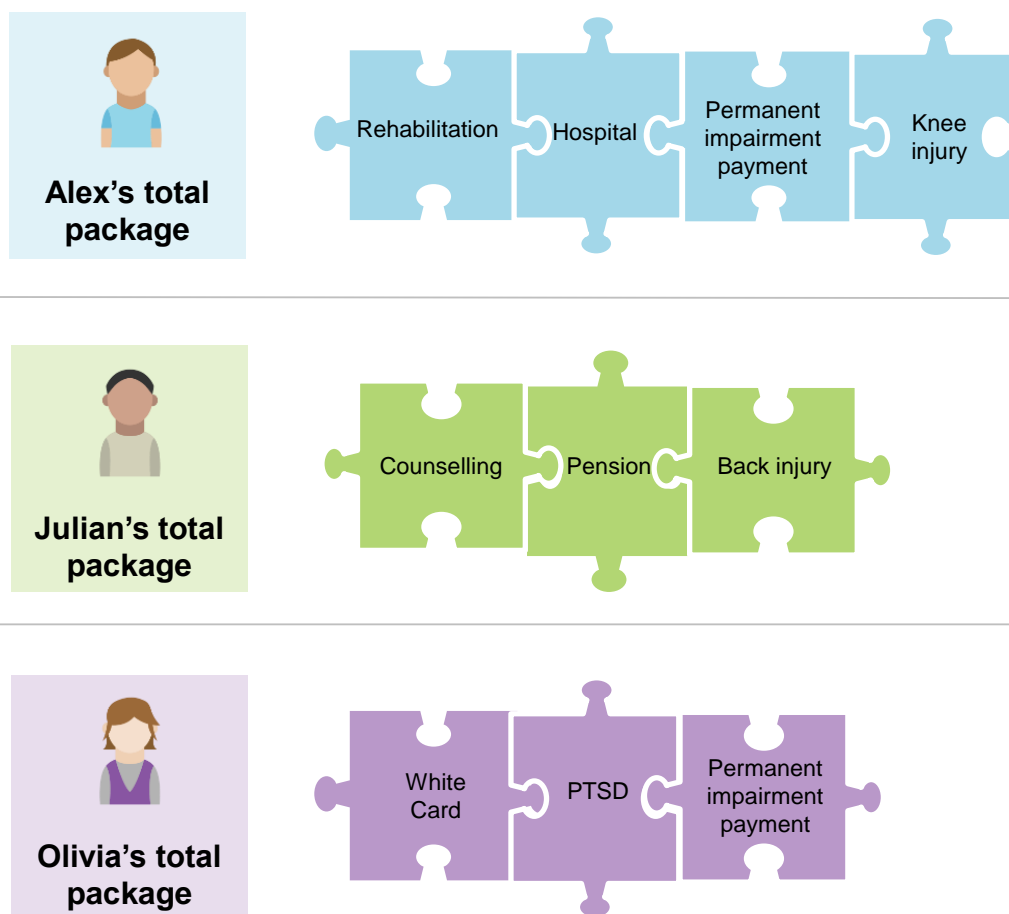 Alex’s total
package
Rehabilitation
Hospital
Permanent
impairment
payment
Knee
injury
Julian’s total
package
Counselling
Pension
Back injury
Olivia’s total
package
White
Card
PTSD
Permanent
impairment
payment